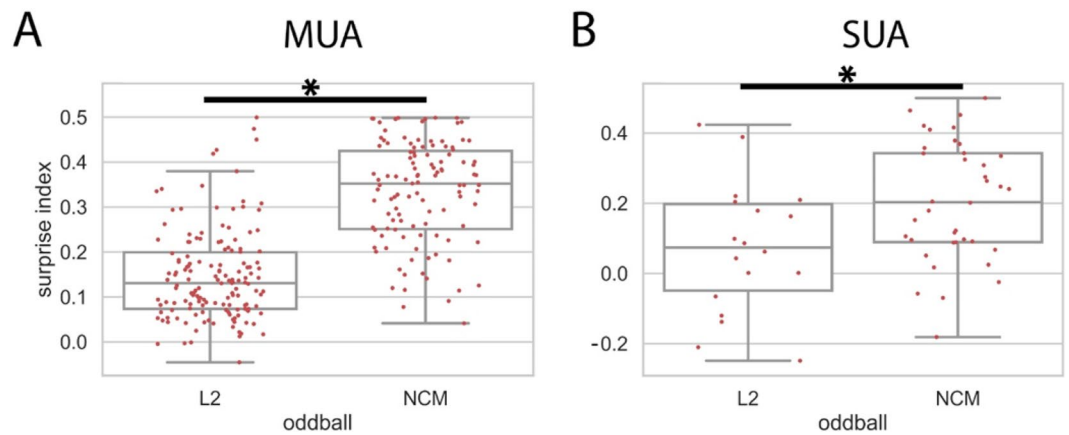 A
MUA
*
0.5
0.4
0.3
0.2
0.1
0.0
surprise index
L2
NCM
oddball
B
SUA
*
0.4
0.2
0.0
-0.2
L2
NCM
oddball